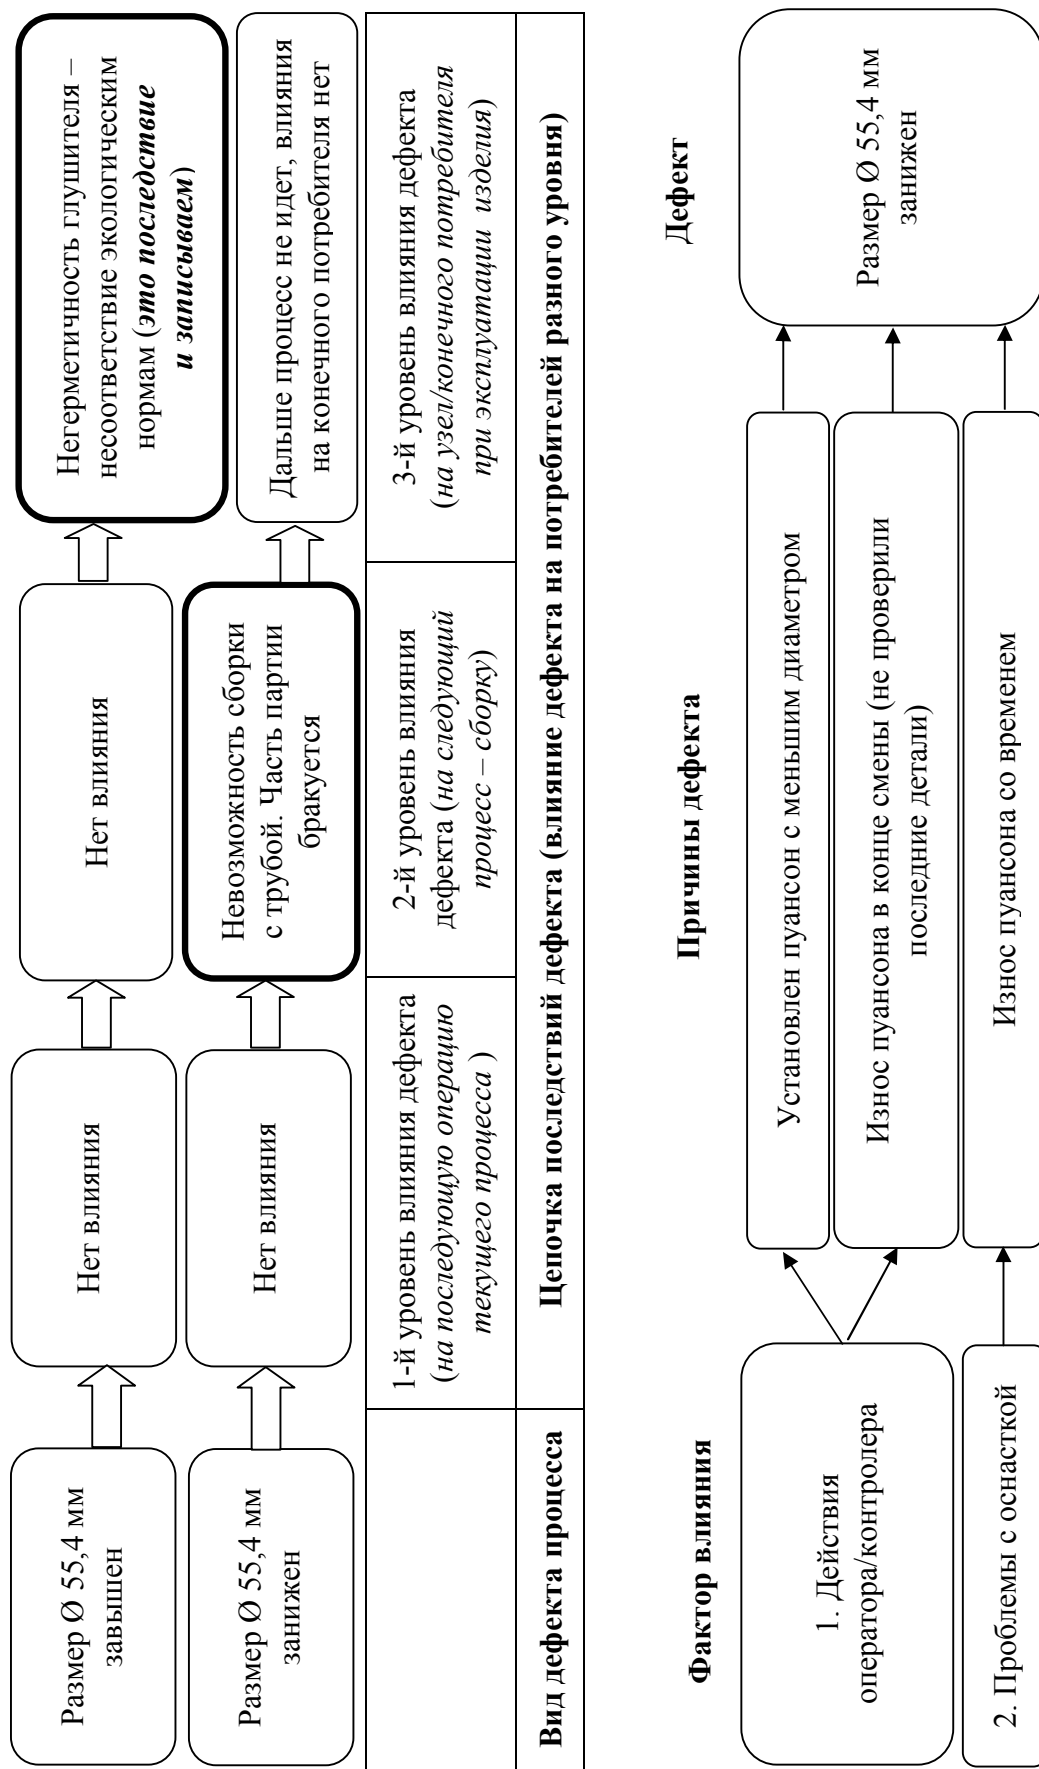 Размер Ø 55,4 мм
завышен
Нет влияния
Нет влияния
Негерметичность глушителя –
несоответствие экологическим
нормам (это последствие
и записываем)
Размер Ø 55,4 мм
занижен
Нет влияния
Невозможность сборки
с трубой. Часть партии
бракуется
Дальше процесс не идет, влияния
на конечного потребителя нет
1-й уровень влияния дефекта
(на последующую операцию
текущего процесса )
2-й уровень влияния
дефекта (на следующий
процесс – сборку)
3-й уровень влияния дефекта
(на узел/конечного потребителя
при эксплуатации изделия)
Вид дефекта процесса
Цепочка последствий дефекта (влияние дефекта на потребителей разного уровня)
Фактор влияния
Причины дефекта
Дефект
1. Действия
оператора/контролера
Установлен пуансон с меньшим диаметром
Износ пуансона в конце смены (не проверили
последние детали)
Размер Ø 55,4 мм
занижен
2. Проблемы с оснасткой
Износ пуансона со временем